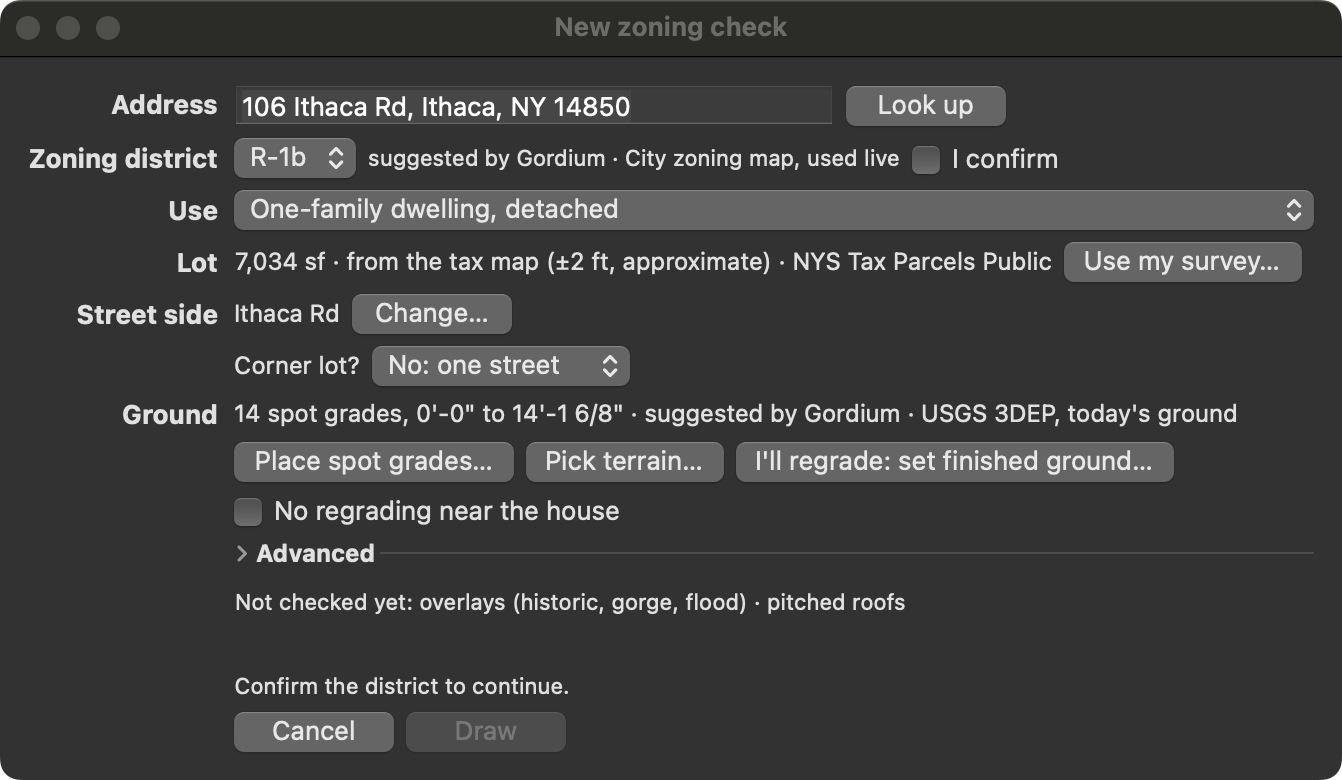 New zoning check
Address 106 Ithaca Rd, Ithaca, NY 14850 Look up
Zoning district R-1b suggested by Gordium · City zoning map, used live I confirm
Use One-family dwelling, detached
Lot 7,034 sf · from the tax map (±2 ft, approximate) · NYS Tax Parcels Public Use my survey...
Street side Ithaca Rd Change...
Corner lot? No: one street
Ground 14 spot grades, 0'-0" to 14'-1 6/8" · suggested by Gordium · USGS 3DEP, today's ground
Place spot grades... Pick terrain... I'll regrade: set finished ground...
No regrading near the house
Advanced
Not checked yet: overlays (historic, gorge, flood) · pitched roofs
Confirm the district to continue.
Cancel Draw